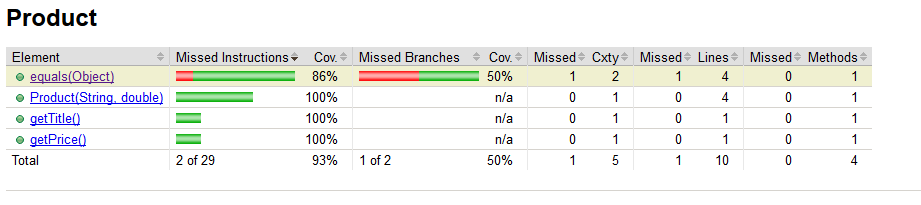 Product
Element Missed Instructions Cov. Missed Branches Cov. Missed Cxty Missed Lines Missed Methods
equals(Object) 86% 50% 1 2 1 4 0 1
Product(String, double) 100% n/a 0 1 0 4 0 1
getTitle() 100% n/a 0 1 0 1 0 1
getPrice() 100% n/a 0 1 0 1 0 1
Total 2 of 29 93% 1 of 2 50% 1 5 1 10 0 4